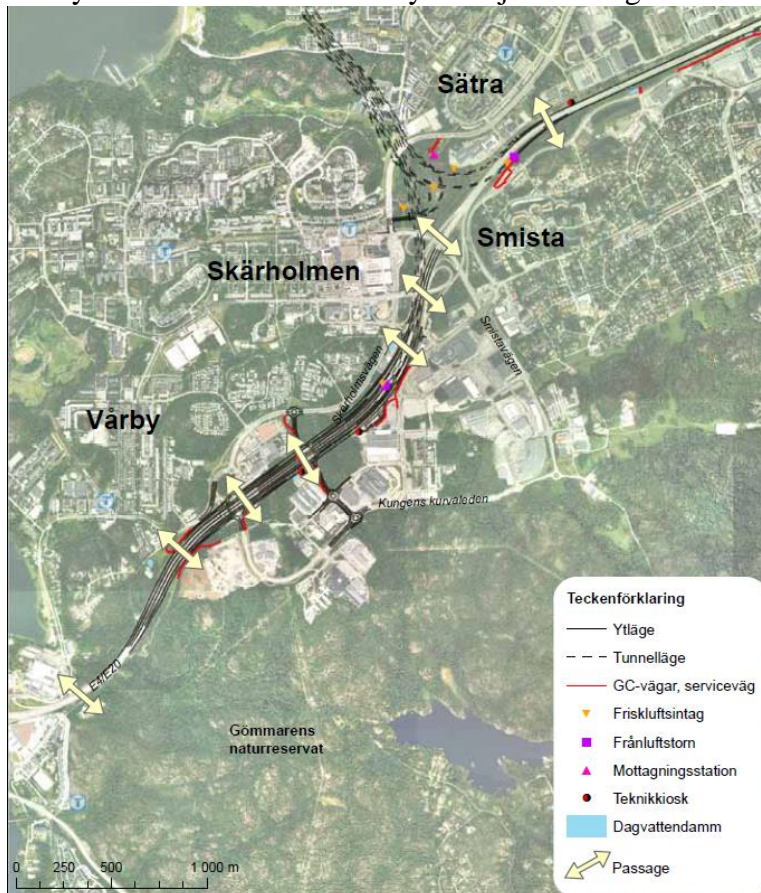 Sätra
Smista
Skärholmen
Smistavägen
Skärholmsvägen
Vårby
Kungens kurvaleden
E4/E20
Gömmarens
naturreservat
0 250 500 1 000 m
Teckenförklaring
Ytläge
Tunnelläge
GC-vägar, serviceväg
Friskluftsintag
Frånluftstorn
Mottagningsstation
Teknikkiosk
Dagvattendamm
Passage